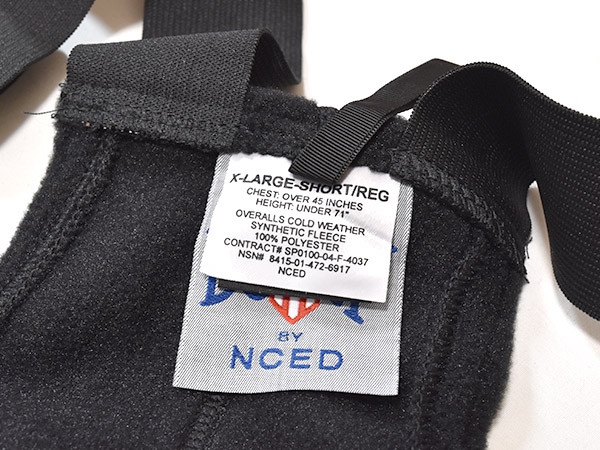 X-LARGE-SHORT/REG
CHEST: OVER 45 INCHES
HEIGHT: UNDER 71"
OVERALLS COLD WEATHER
SYNTHETIC FLEECE
100% POLYESTER
CONTRACT# SP0100-04-F-4037
NSN# 8415-01-472-6917
NCED
BY
NCED